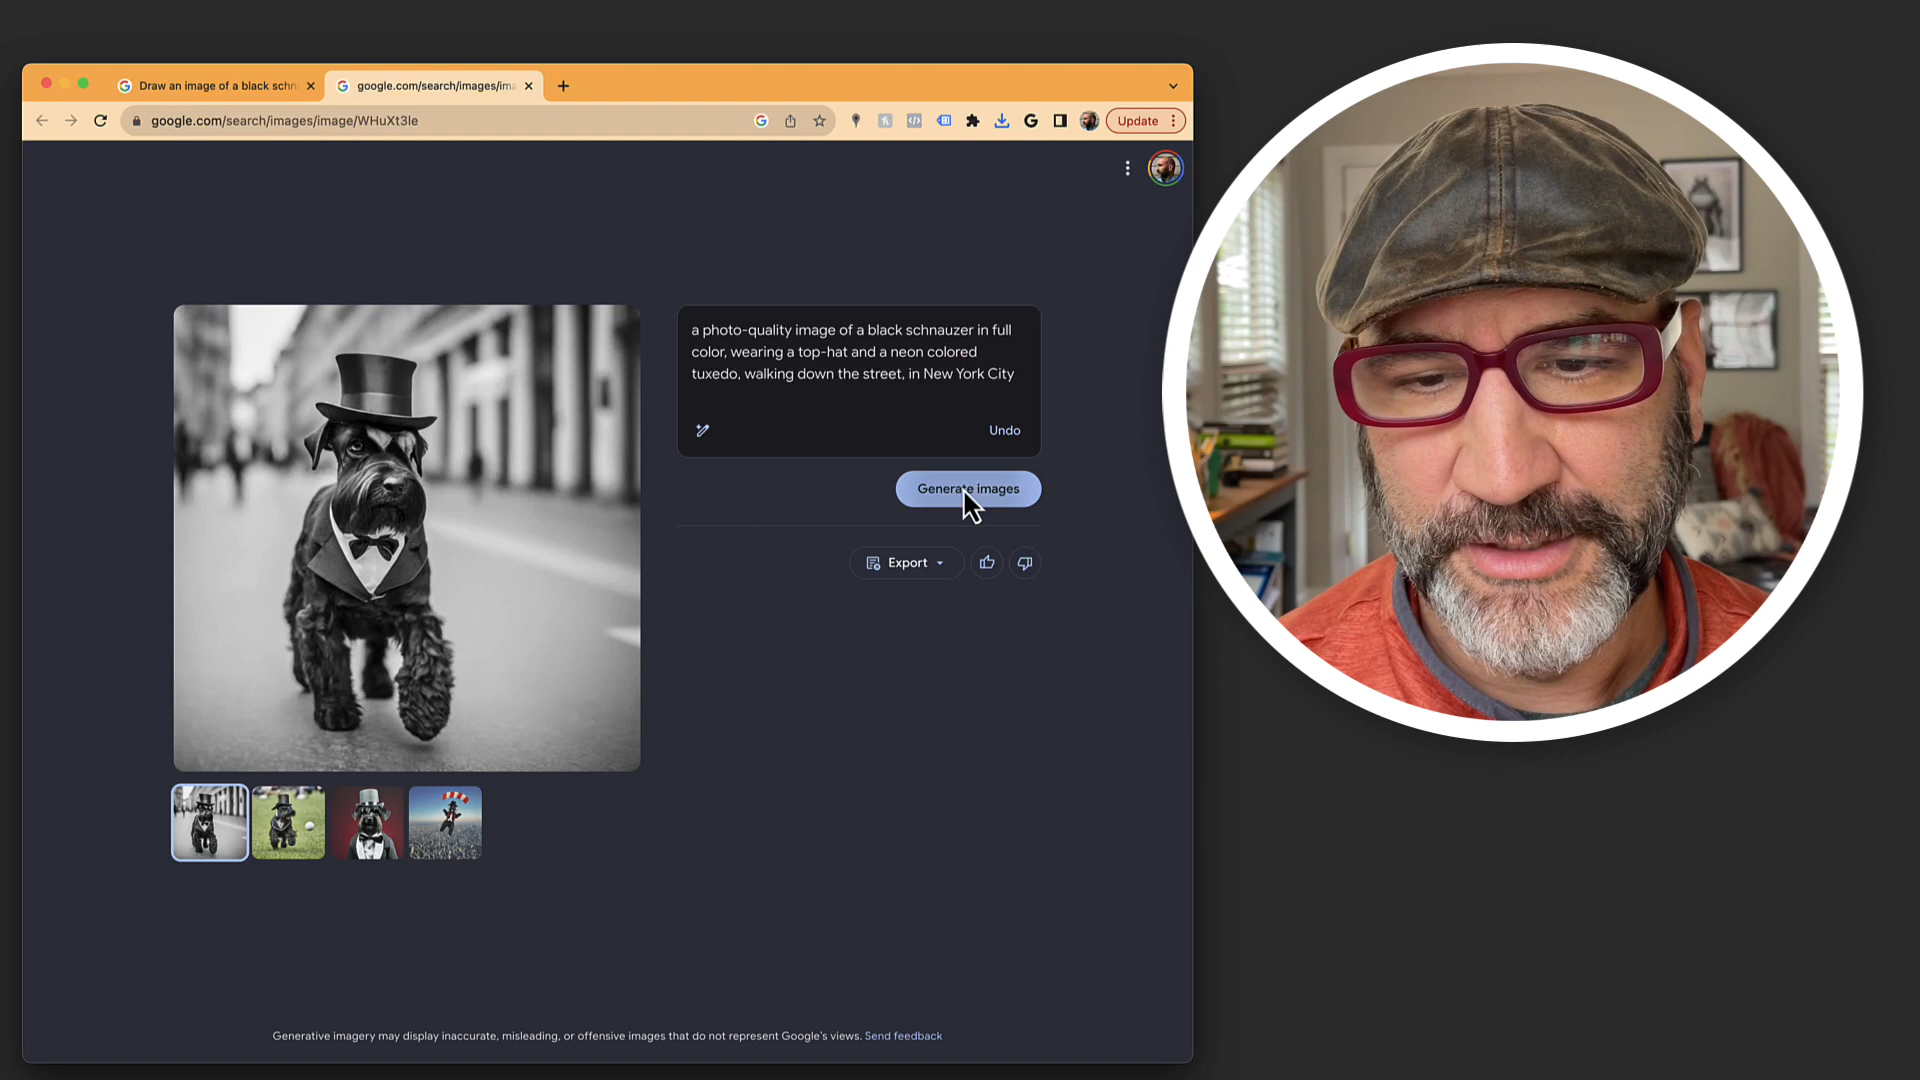 Draw an image of a black schn
google.com/search/images/im
google.com/search/images/image/WHuXt3Ie
Update
a photo-quality image of a black schnauzer in full
color, wearing a top-hat and a neon colored
tuxedo, walking down the street, in New York City
Undo
Generate images
Export
Generative imagery may display inaccurate, misleading, or offensive images that do not represent Google's views. Send feedback